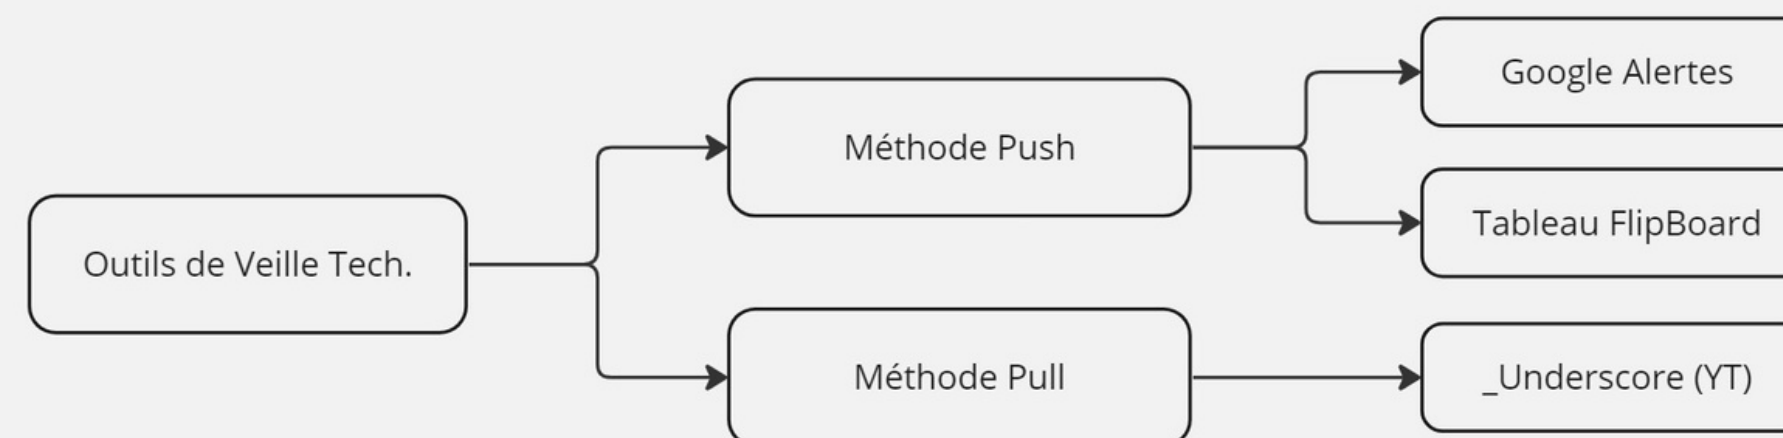 Outils de Veille Tech.
Méthode Push
Google Alertes
Tableau FlipBoard
Méthode Pull
_Underscore (YT)